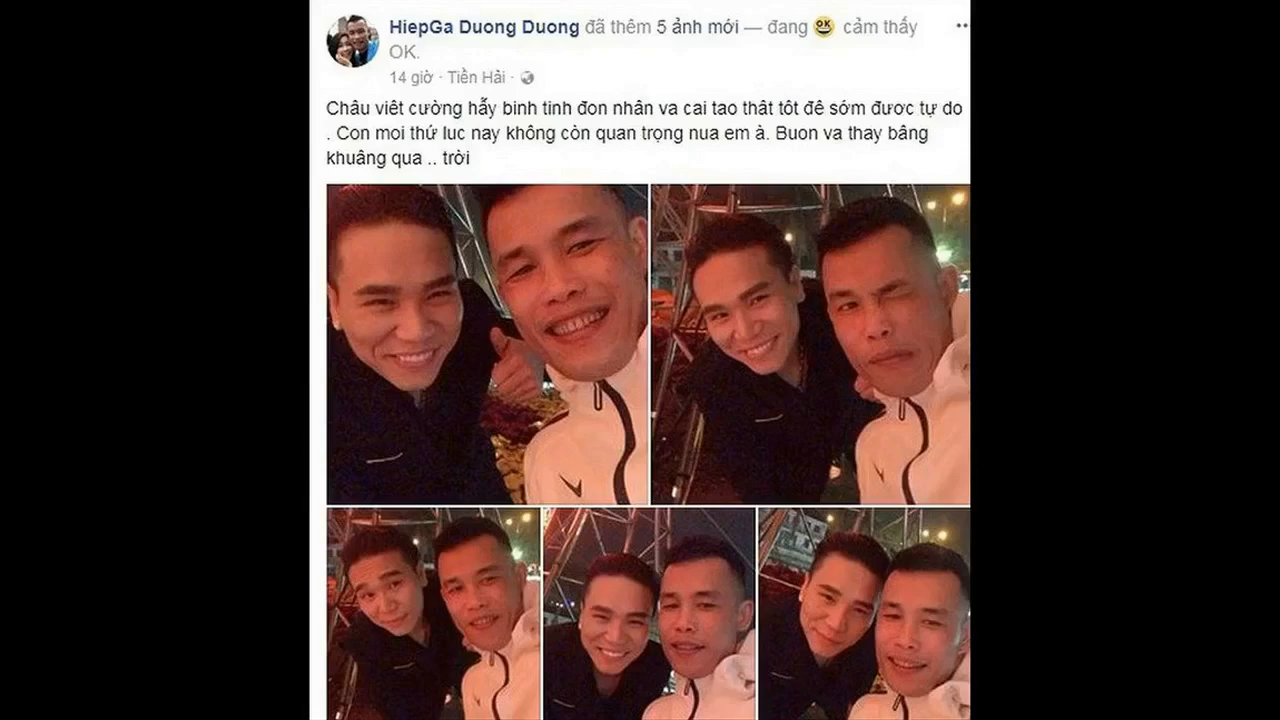 HiepGa Duong Duong đã thêm 5 ảnh mới — đang cảm thấy
OK.
14 giờ · Tiền Hải ·
Châu viêt cường hẫy binh tinh đon nhân va cai tao thât tôt đê sớm đươc tự do
. Con moi thứ luc nay không còn quan trọng nua em à. Buon va thay bâng
khuâng qua .. trời